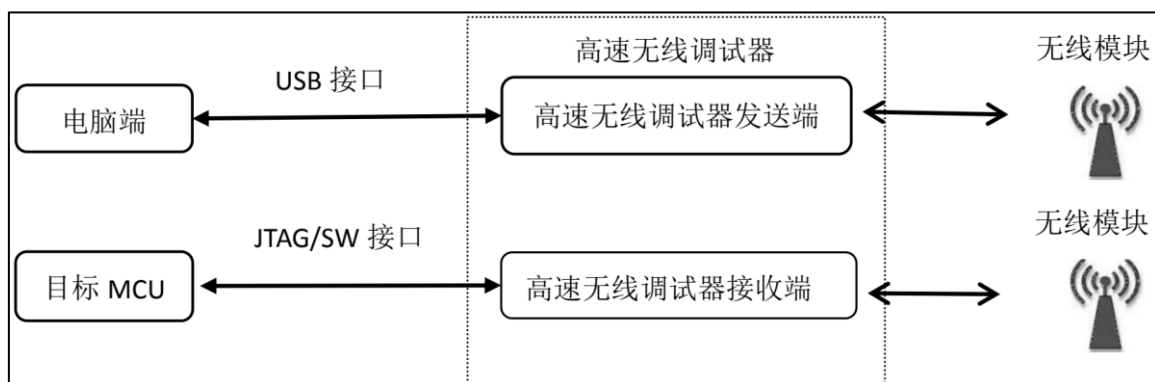 高速无线调试器
无线模块
USB 接口
电脑端
高速无线调试器发送端
无线模块
JTAG/SW 接口
目标 MCU
高速无线调试器接收端